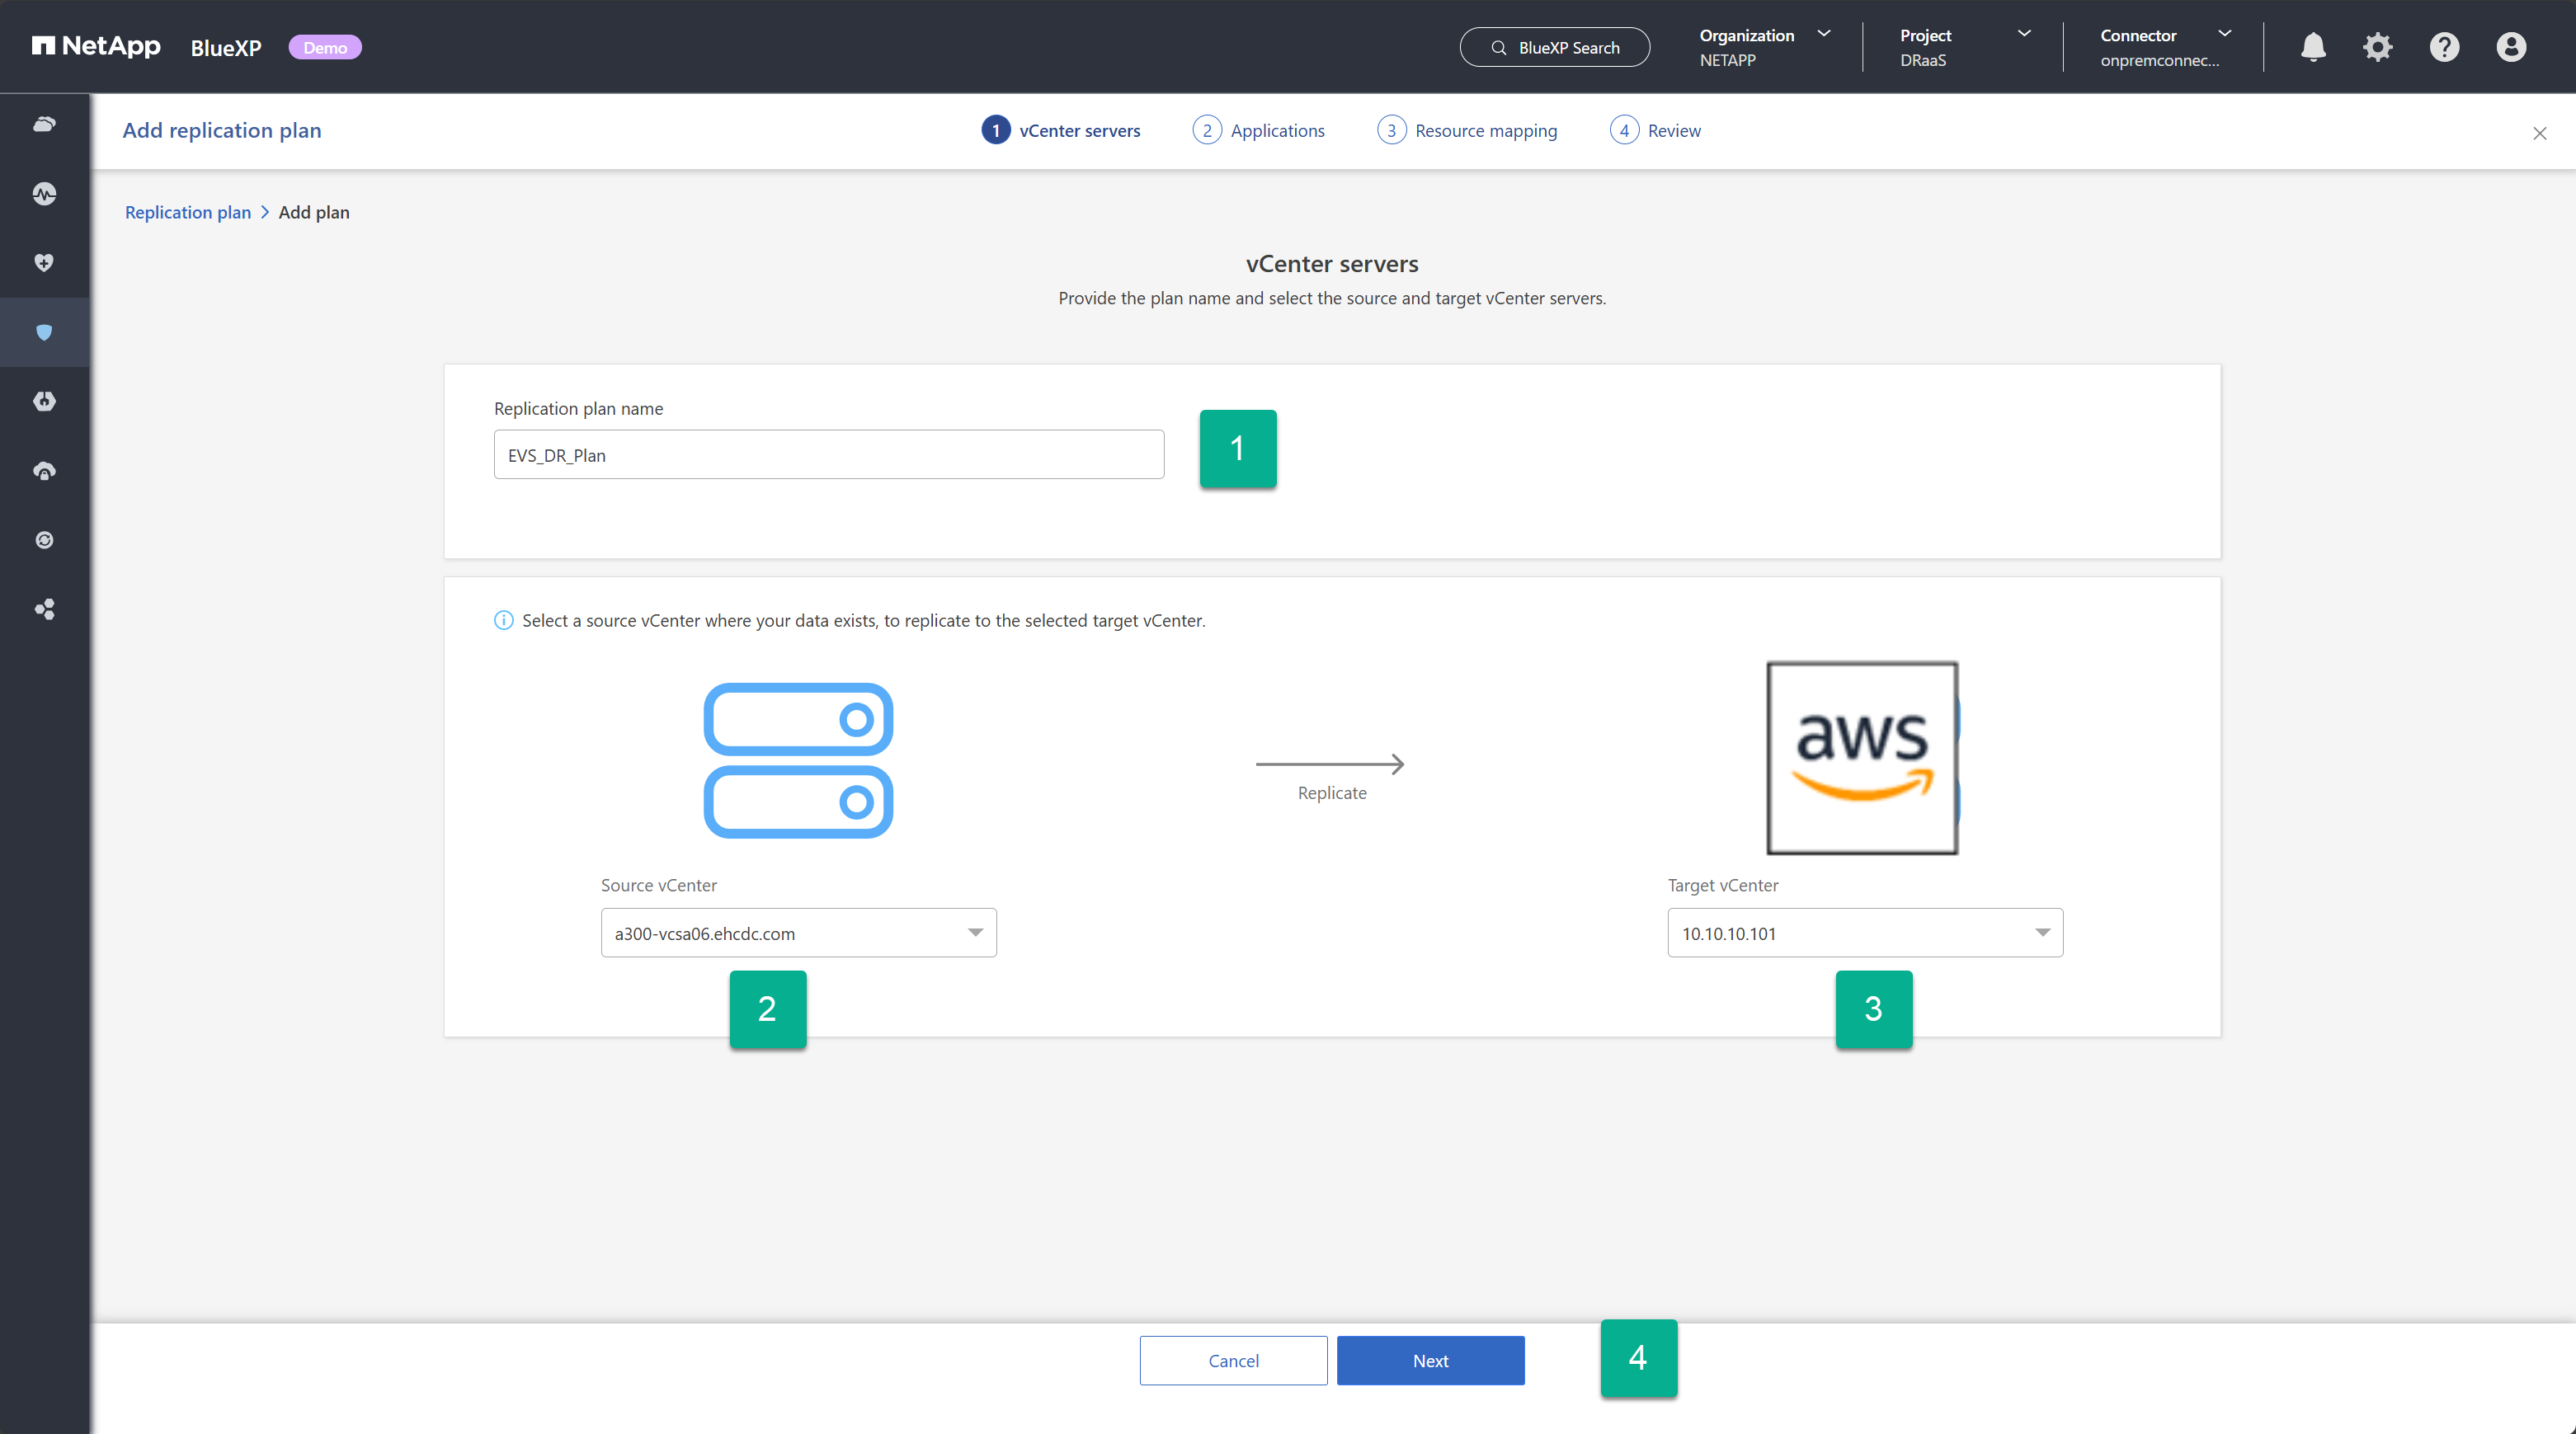 NetApp BlueXP Demo
BlueXP Search
Organization
NETAPP
Project
DRaaS
Connector
onpremconnec...
Add replication plan
1 vCenter servers
2 Applications
3 Resource mapping
4 Review
Replication plan > Add plan
vCenter servers
Provide the plan name and select the source and target vCenter servers.
Replication plan name
EVS_DR_Plan
1
Select a source vCenter where your data exists, to replicate to the selected target vCenter.
aws
Replicate
Source vCenter
a300-vcsa06.ehcdc.com
2
Target vCenter
10.10.10.101
3
Cancel
Next
4